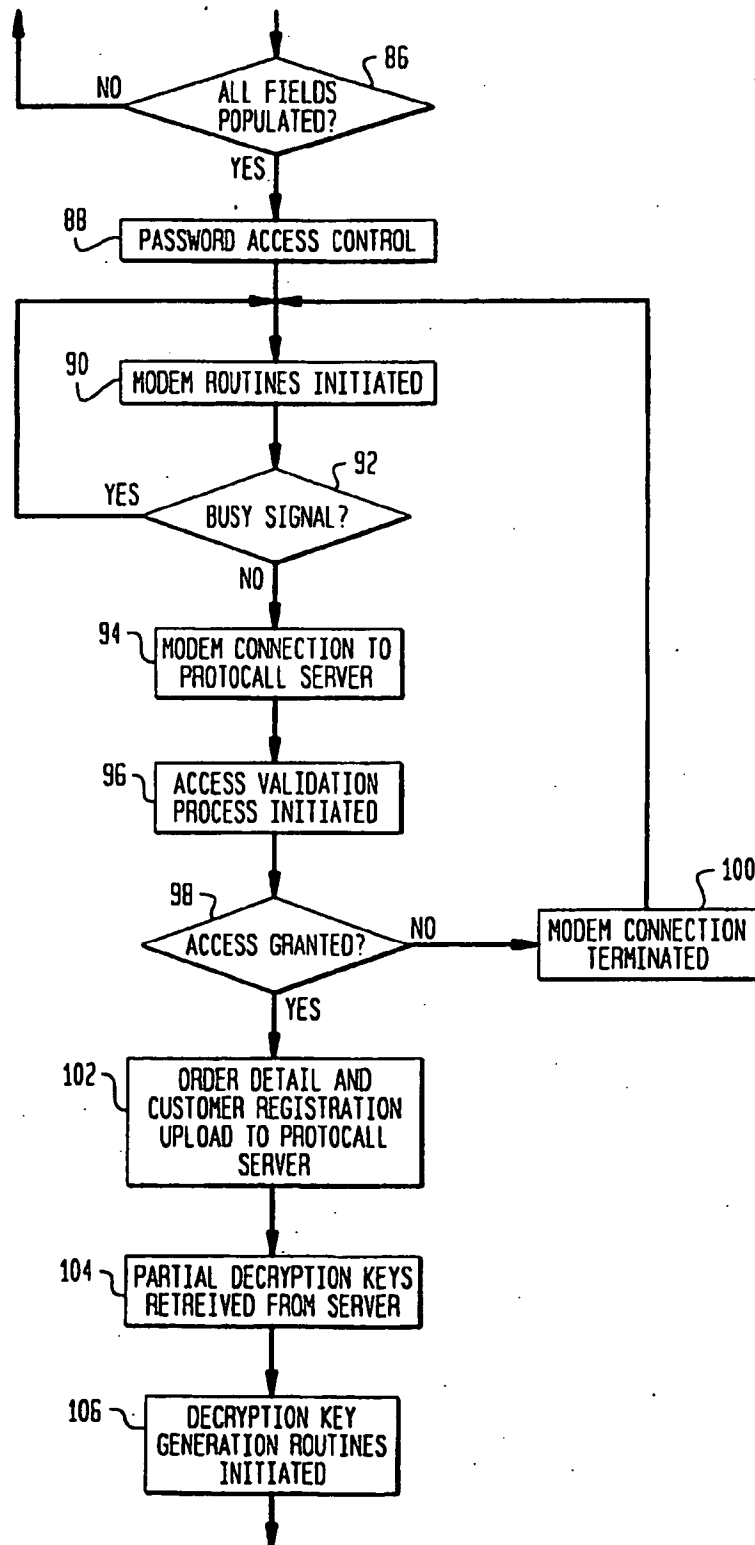 86
NO
ALL FIELDS
POPULATED?
YES
88
PASSWORD ACCESS CONTROL
90
MODEM ROUTINES INITIATED
92
YES
BUSY SIGNAL?
NO
94
MODEM CONNECTION TO
PROTOCALL SERVER
96
ACCESS VALIDATION
PROCESS INITIATED
98
ACCESS GRANTED?
NO
100
MODEM CONNECTION
TERMINATED
YES
102
ORDER DETAIL AND
CUSTOMER REGISTRATION
UPLOAD TO PROTOCALL
SERVER
104
PARTIAL DECRYPTION KEYS
RETREIVED FROM SERVER
106
DECRYPTION KEY
GENERATION ROUTINES
INITIATED